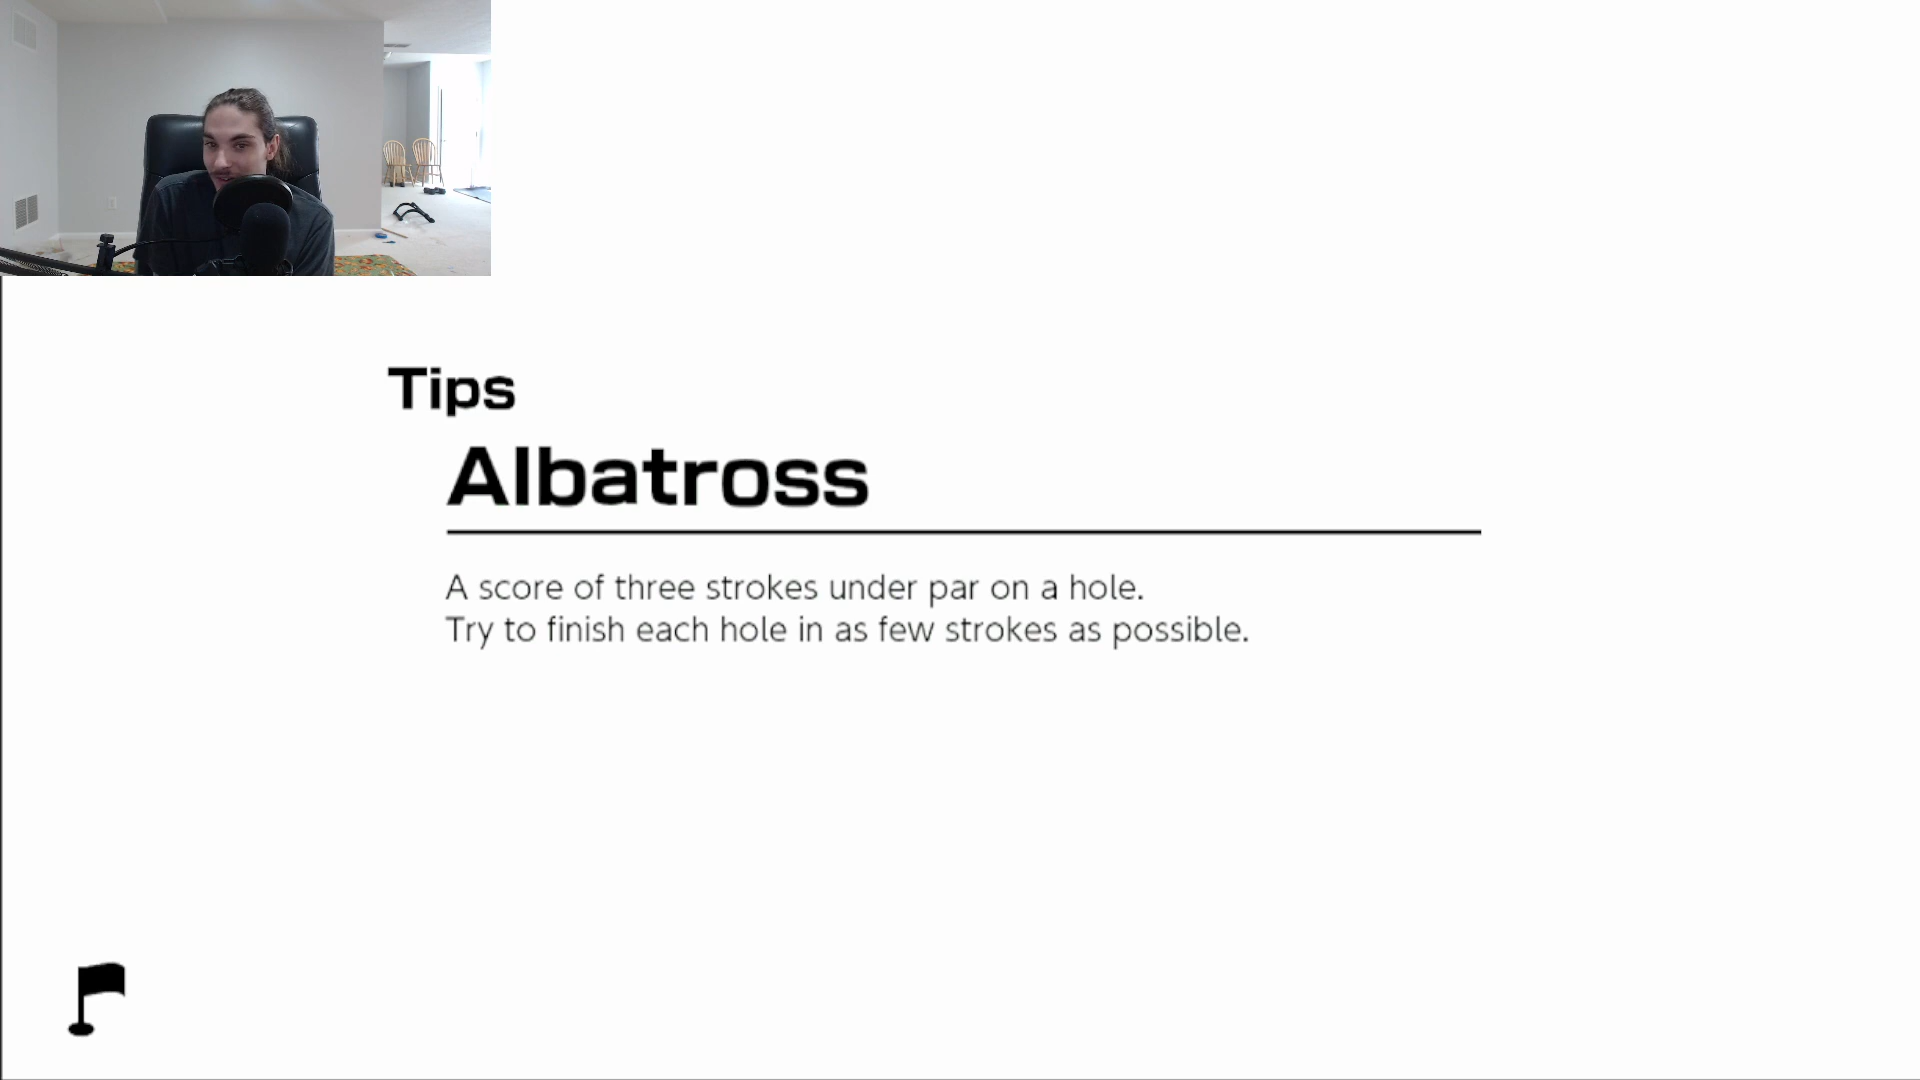 Tips
Albatross
A score of three strokes under par on a hole.
Try to finish each hole in as few strokes as possible.